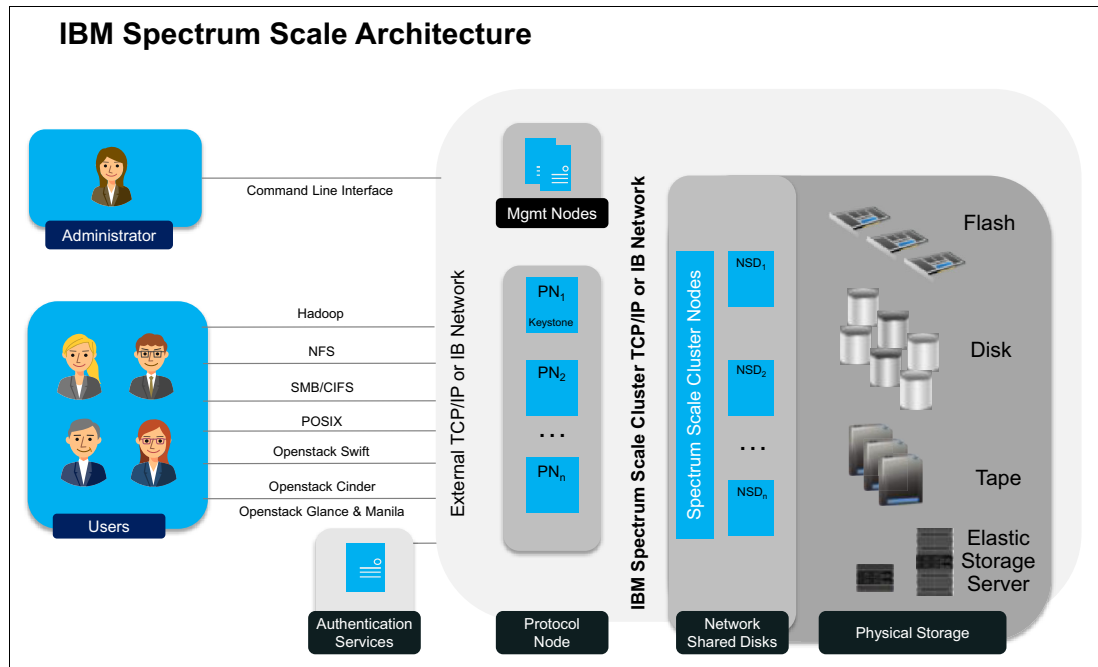 IBM Spectrum Scale Architecture
Administrator
Command Line Interface
Users
Hadoop
NFS
SMB/CIFS
POSIX
Openstack Swift
Openstack Cinder
Openstack Glance & Manila
Authentication
Services
External TCP/IP or IB Network
Mgmt Nodes
PN1
Keystone
PN2
...
PNn
Protocol
Node
IBM Spectrum Scale Cluster TCP/IP or IB Network
Spectrum Scale Cluster Nodes
NSD1
NSD2
...
NSDn
Network
Shared Disks
Flash
Disk
Tape
Elastic
Storage
Server
Physical Storage